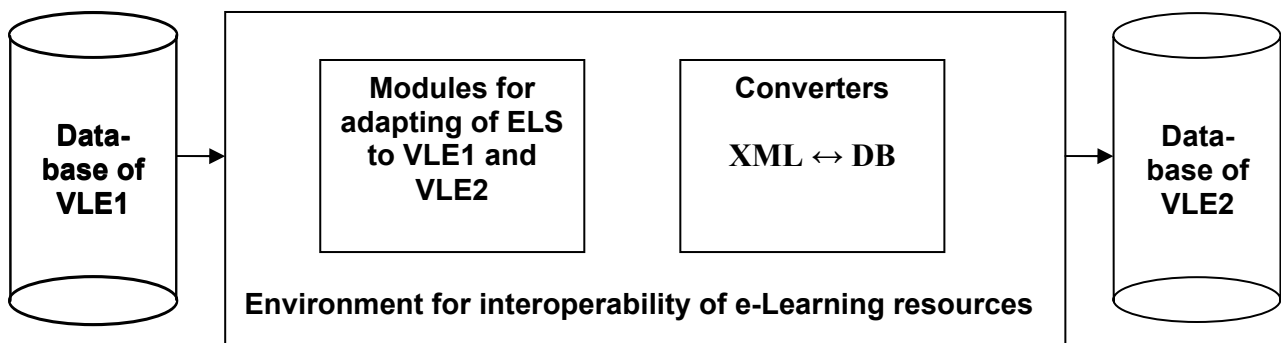 Data-
base of
VLE1
Modules for
adapting of ELS
to VLE1 and
VLE2
Converters
XML ↔ DB
Environment for interoperability of e-Learning resources
Data-
base of
VLE2